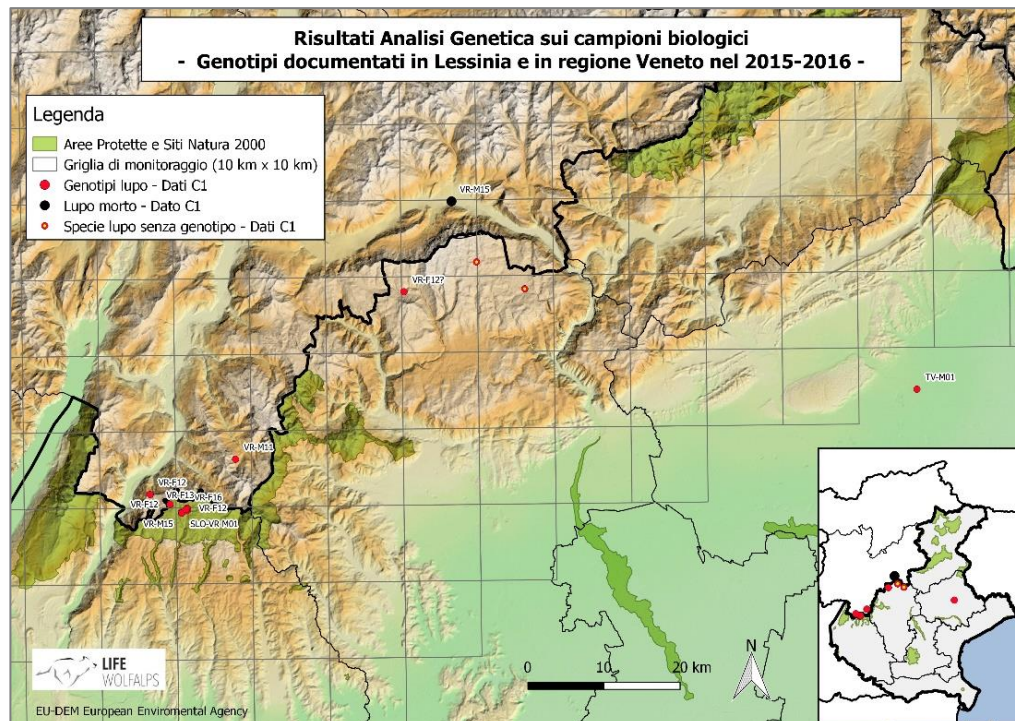 Risultati Analisi Genetica sui campioni biologici
- Genotipi documentati in Lessinia e in regione Veneto nel 2015-2016 -
Legenda
Aree Protette e Siti Natura 2000
Griglia di monitoraggio (10 km x 10 km)
Genotipi lupo - Dati C1
Lupo morto - Dato C1
Specie lupo senza genotipo - Dati C1
VR-M15
VR-F12?
TV-M01
VR-M11
VR-F12
VR-F13
VR-F16
VR-F12
VR-F12
VR-M15
SLO-VR M01
N
0 10 20 km
LIFE
WOLFALPS
EU-DEM European Enviromental Agency